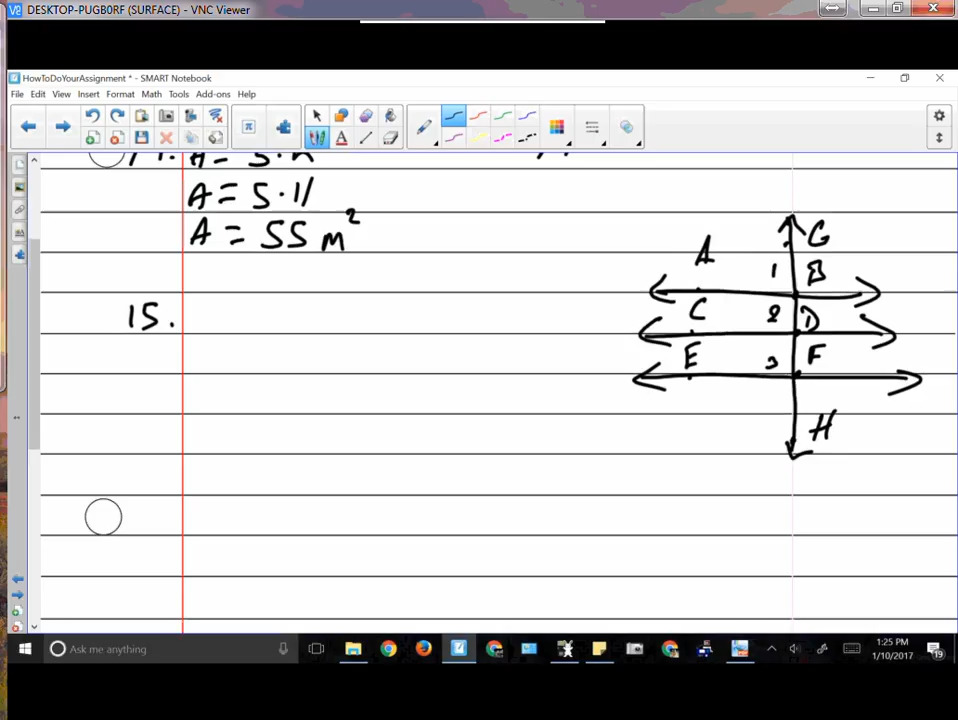 DESKTOP-PUGB0RF (SURFACE) - VNC Viewer
HowToDoYourAssignment * - SMART Notebook
File Edit View Insert Format Math Tools Add-ons Help
A = 5·11
A = 55 m²
15.
G
A 1 B
C 2 D
E 3 F
H
Ask me anything
1:25 PM
1/10/2017
19